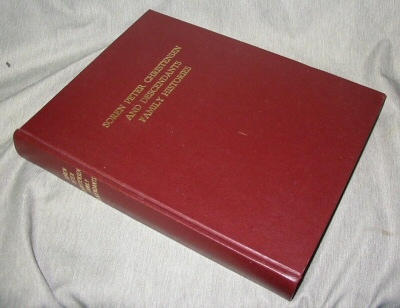 SOREN PETER CHRISTENSEN
AND DESCENDANTS
FAMILY HISTORIES